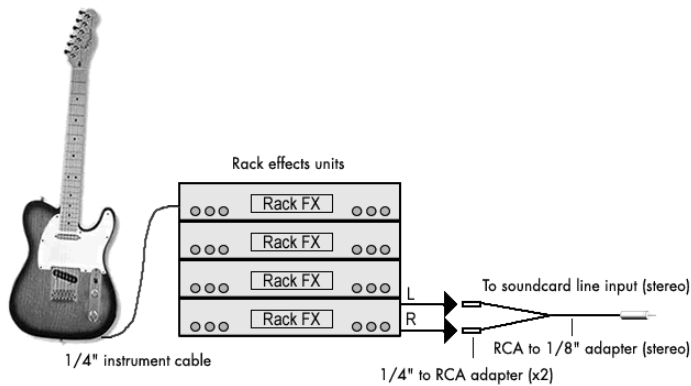 Rack effects units
Rack FX
Rack FX
Rack FX
Rack FX
L
R
To soundcard line input (stereo)
RCA to 1/8" adapter (stereo)
1/4" to RCA adapter (x2)
1/4" instrument cable